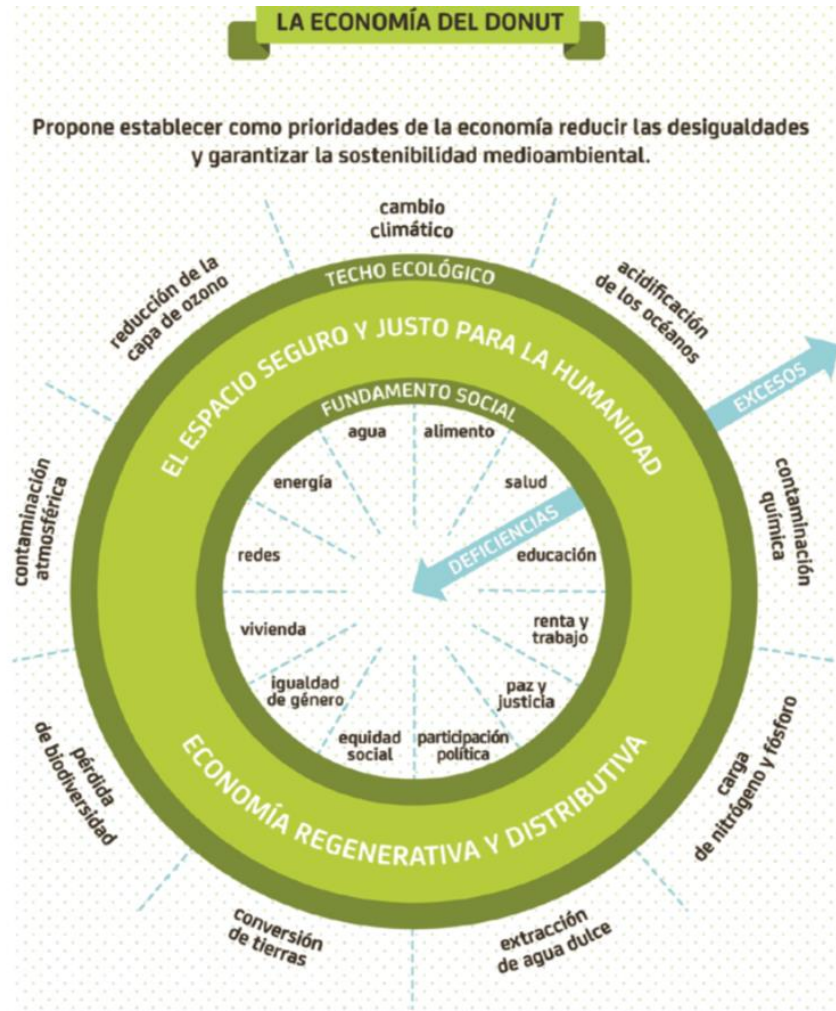 LA ECONOMÍA DEL DONUT
Propone establecer como prioridades de la economía reducir las desigualdades
y garantizar la sostenibilidad medioambiental.
cambio
climático
reducción de la
capa de ozono
acidificación
de los océanos
TECHO ECOLÓGICO
EL ESPACIO SEGURO Y JUSTO PARA LA HUMANIDAD
EXCESOS
FUNDAMENTO SOCIAL
agua
alimento
energía
salud
DEFICIENCIAS
contaminación
atmosférica
contaminación
química
redes
educación
vivienda
renta y
trabajo
igualdad
de género
paz y
justicia
equidad
social
participación
política
pérdida
de biodiversidad
carga
de nitrógeno y fósforo
ECONOMÍA REGENERATIVA Y DISTRIBUTIVA
conversión
de tierras
extracción
de agua dulce